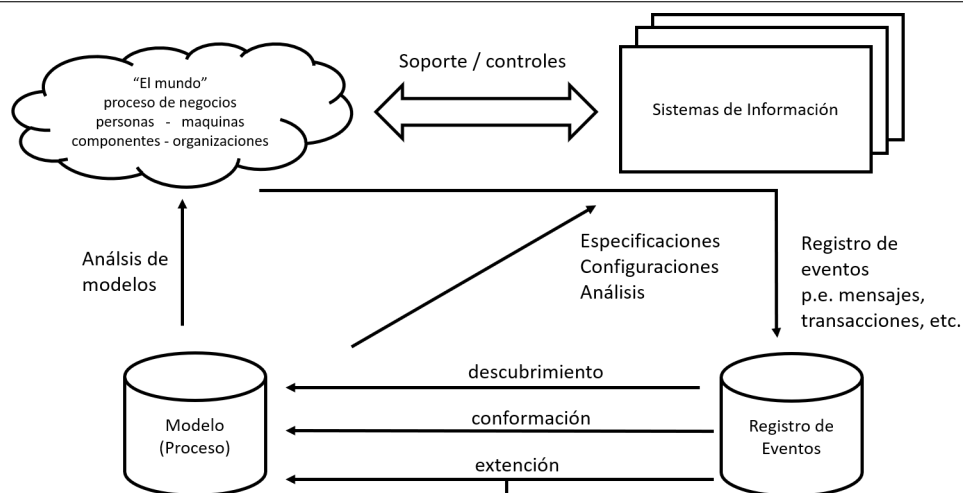 “El mundo”
proceso de negocios
personas - maquinas
componentes - organizaciones
Soporte / controles
Sistemas de Información
Análsis de
modelos
Especificaciones
Configuraciones
Análisis
Registro de
eventos
p.e. mensajes,
transacciones, etc.
descubrimiento
conformación
extención
Modelo
(Proceso)
Registro de
Eventos